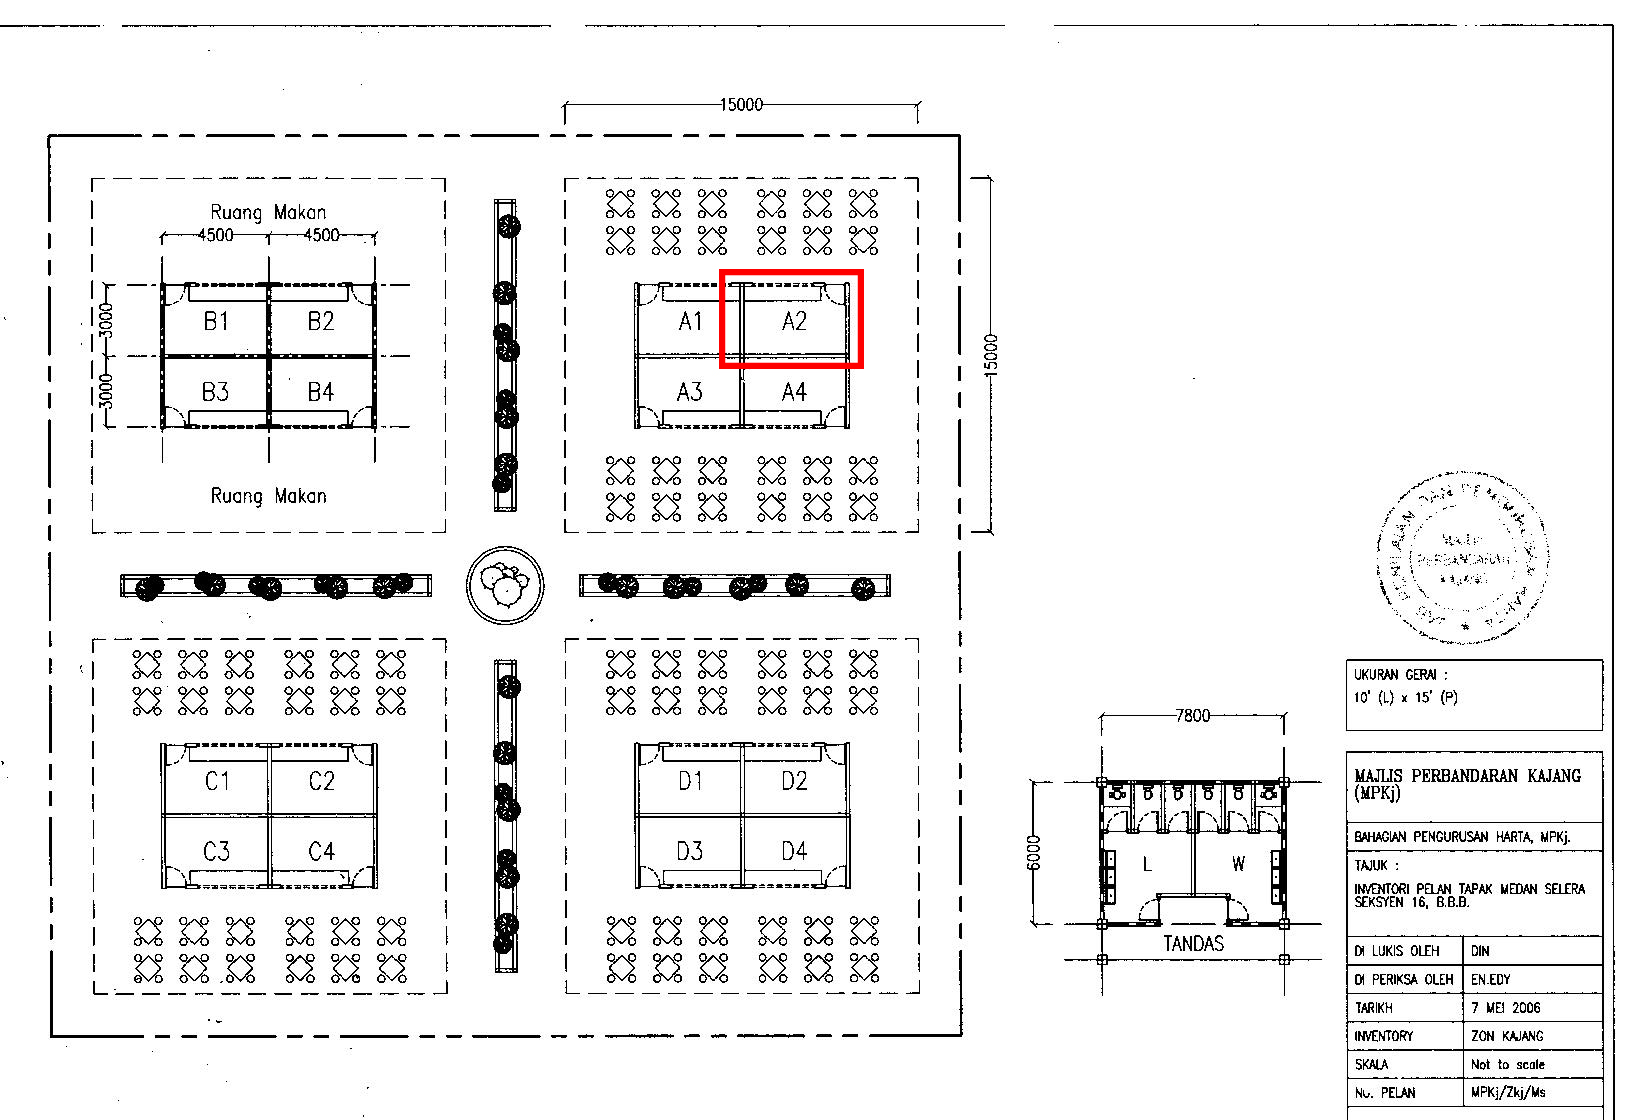 15000
Ruang Makan
4500 4500
3000
3000
B1 B2
B3 B4
Ruang Makan
A1 A2
A3 A4
15000
C1 C2
C3 C4
D1 D2
D3 D4
7800
6000
L W
TANDAS
MAJLIS
PERBANDARAN
KAJANG
UKURAN GERAI :
10' (L) x 15' (P)
MAJLIS PERBANDARAN KAJANG
(MPKj)
BAHAGIAN PENGURUSAN HARTA, MPKj.
TAJUK :
INVENTORI PELAN TAPAK MEDAN SELERA
SEKSYEN 16, B.B.B.
DI LUKIS OLEH DIN
DI PERIKSA OLEH EN.EDY
TARIKH 7 MEI 2006
INVENTORY ZON KAJANG
SKALA Not to scale
No. PELAN MPKj/Zkj/Ms